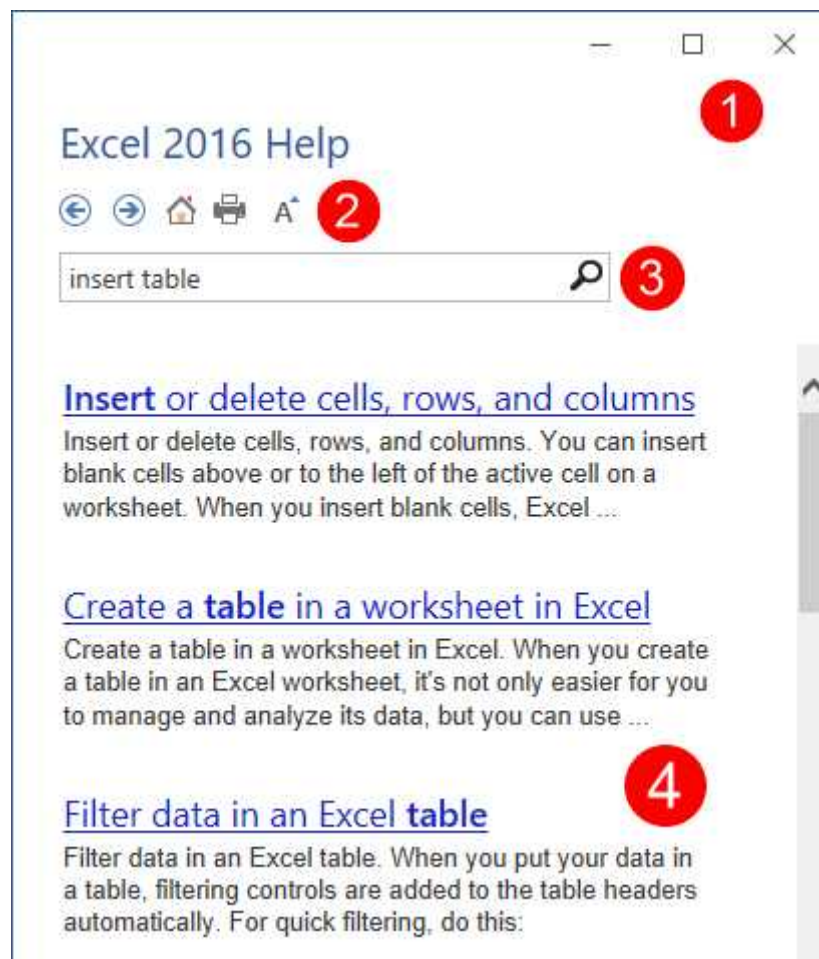 1
Excel 2016 Help
A 2
insert table 3
Insert or delete cells, rows, and columns
Insert or delete cells, rows, and columns. You can insert
blank cells above or to the left of the active cell on a
worksheet. When you insert blank cells, Excel ...
Create a table in a worksheet in Excel
Create a table in a worksheet in Excel. When you create
a table in an Excel worksheet, it's not only easier for you
to manage and analyze its data, but you can use ...
4
Filter data in an Excel table
Filter data in an Excel table. When you put your data in
a table, filtering controls are added to the table headers
automatically. For quick filtering, do this: